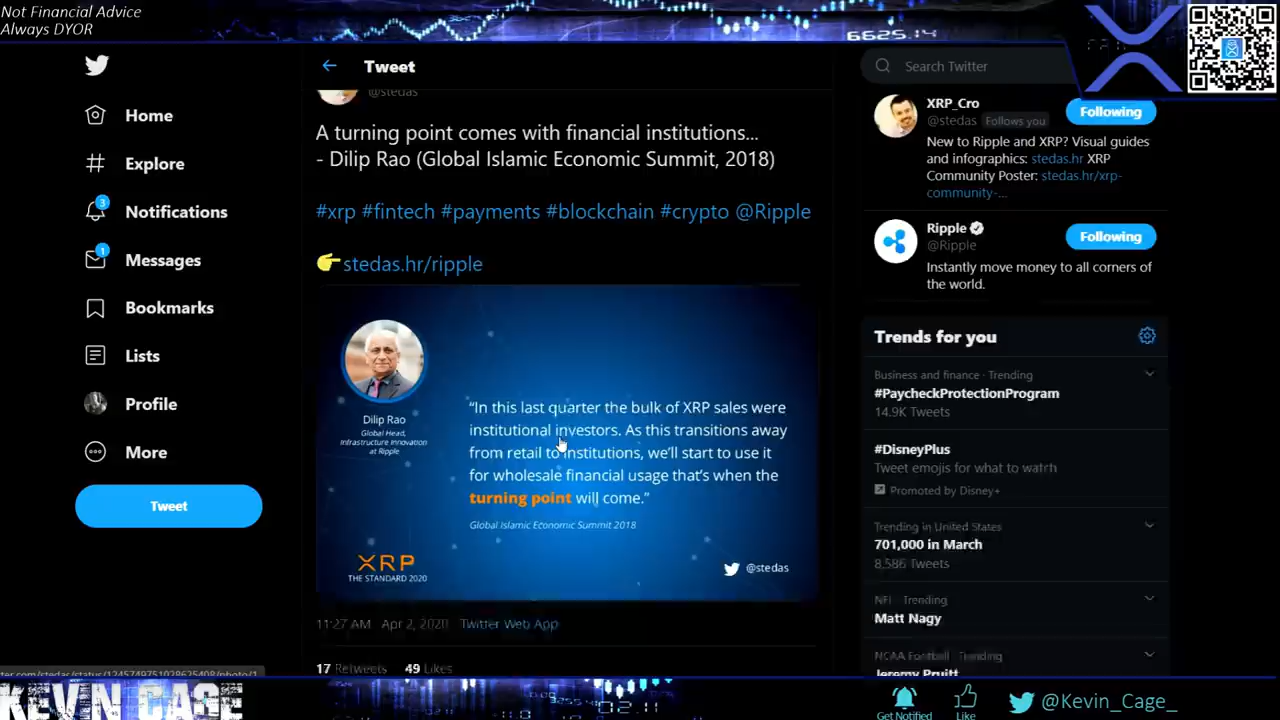 Not Financial Advice
Always DYOR
6625.14
Tweet
Search Twitter
@stedas
Home
Explore
3
Notifications
1
Messages
Bookmarks
Lists
Profile
More
Tweet
A turning point comes with financial institutions...
- Dilip Rao (Global Islamic Economic Summit, 2018)
#xrp #fintech #payments #blockchain #crypto @Ripple
stedas.hr/ripple
Dilip Rao
Global Head,
Infrastructure Innovation
at Ripple
“In this last quarter the bulk of XRP sales were
institutional investors. As this transitions away
from retail to institutions, we’ll start to use it
for wholesale financial usage that’s when the
turning point will come.”
Global Islamic Economic Summit 2018
XRP
THE STANDARD 2020
@stedas
11:27 AM Apr 2, 2020 Twitter Web App
17 Retweets 49 Likes
XRP_Cro
@stedas Follows you
Following
New to Ripple and XRP? Visual guides
and infographics: stedas.hr XRP
Community Poster: stedas.hr/xrp-
community-...
Ripple
@Ripple
Following
Instantly move money to all corners of
the world.
Trends for you
Business and finance · Trending
#PaycheckProtectionProgram
14.9K Tweets
#DisneyPlus
Tweet emojis for what to watch
Promoted by Disney+
Trending in United States
701,000 in March
8,586 Tweets
NFL · Trending
Matt Nagy
NCAA Football · Trending
Jeremy Pruitt
KEVIN CAGE
Get Notified
Like
@Kevin_Cage_